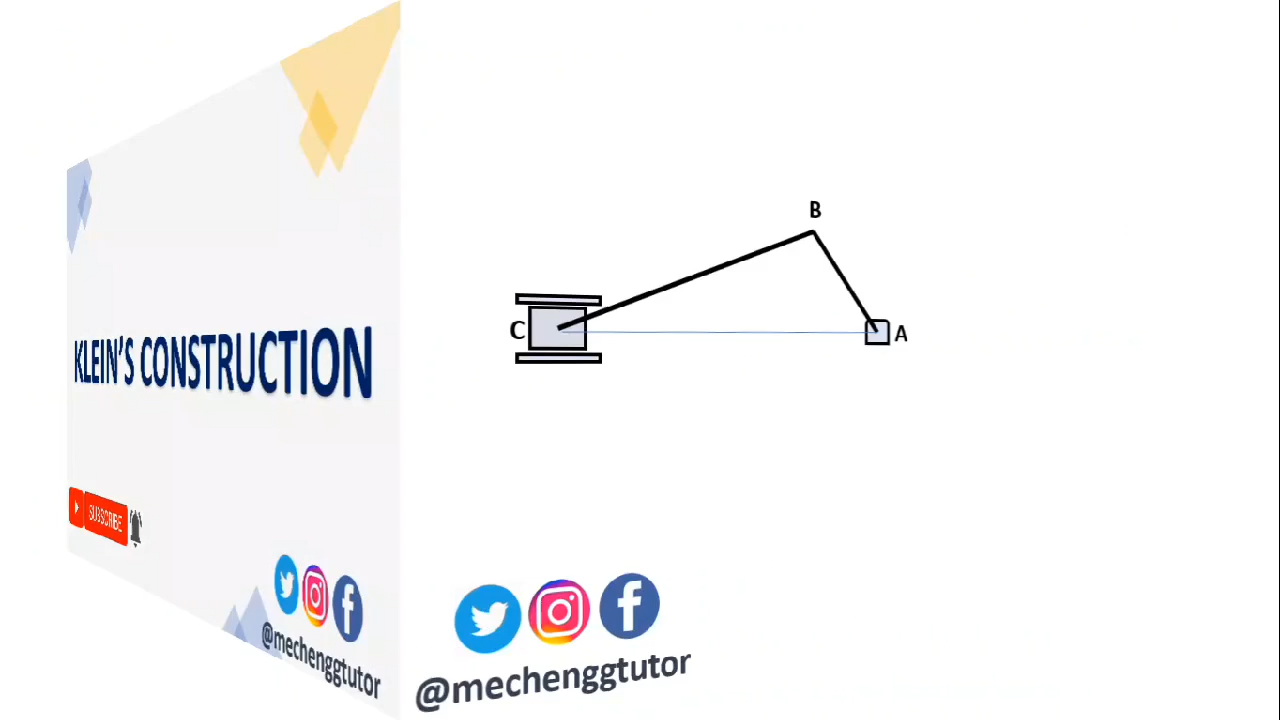 KLEIN'S CONSTRUCTION
SUBSCRIBE
@mechenggtutor
B
C
A
@mechenggtutor